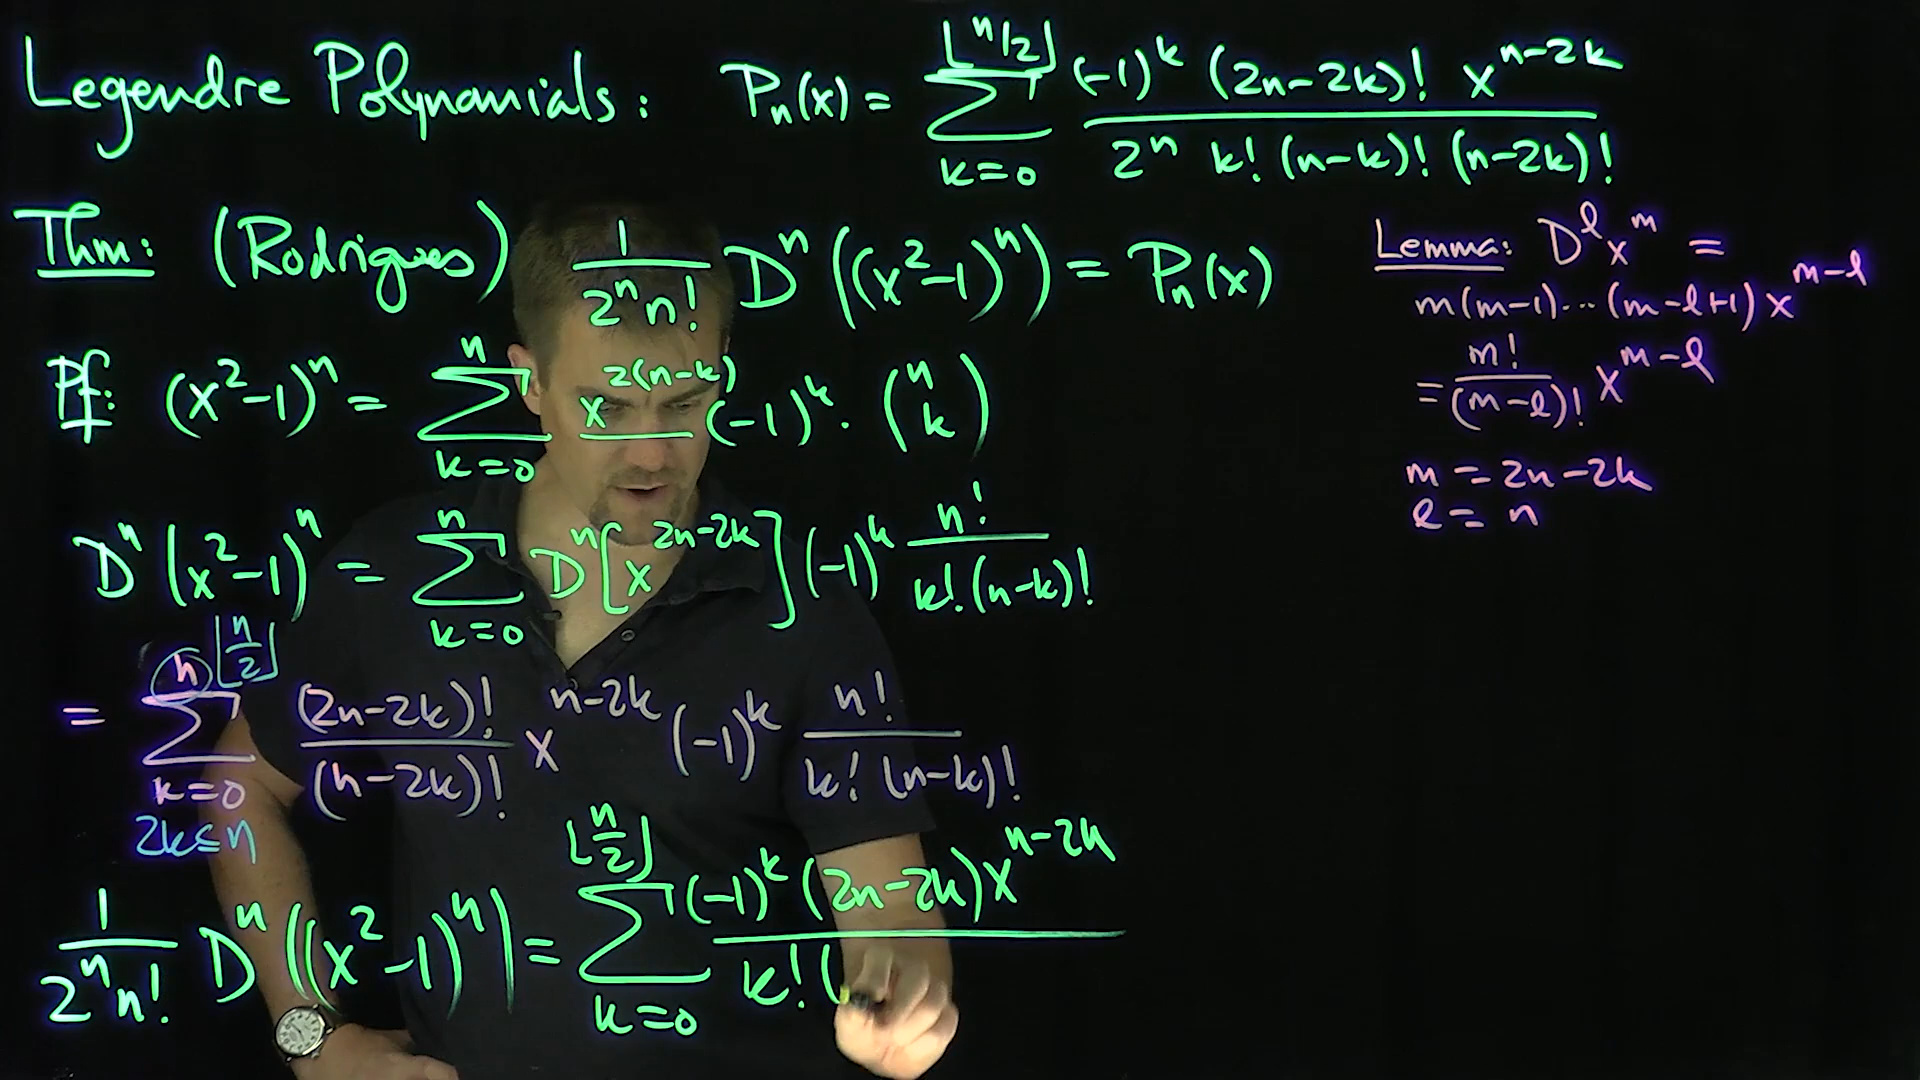 Legendre Polynomials: Pₙ(x) = ∑_{k=0}^{⌊n/2⌋} (-1)^k (2n-2k)! x^{n-2k} / 2^n k! (n-k)! (n-2k)!
Thm: (Rodrigues) 1/(2^n n!) D^n ((x²-1)^n) = Pₙ(x)
Lemma: D^ℓ x^m =
m(m-1)...(m-ℓ+1) x^{m-ℓ}
= m!/(m-ℓ)! x^{m-ℓ}
m = 2n-2k
ℓ = n
Pf: (x²-1)^n = ∑_{k=0}^{n} x^{2(n-k)} (-1)^k · (n k)
D^n (x²-1)^n = ∑_{k=0}^{n} D^n [x^{2n-2k}] (-1)^k n!/(k! (n-k)!)
= ∑_{k=0}^{n ⌊n/2⌋} (2n-2k)!/(n-2k)! x^{n-2k} (-1)^k n!/(k! (n-k)!)
2k≤n
1/(2^n n!) D^n ((x²-1)^n) = ∑_{k=0}^{⌊n/2⌋} (-1)^k (2n-2k) x^{n-2k} / k! (